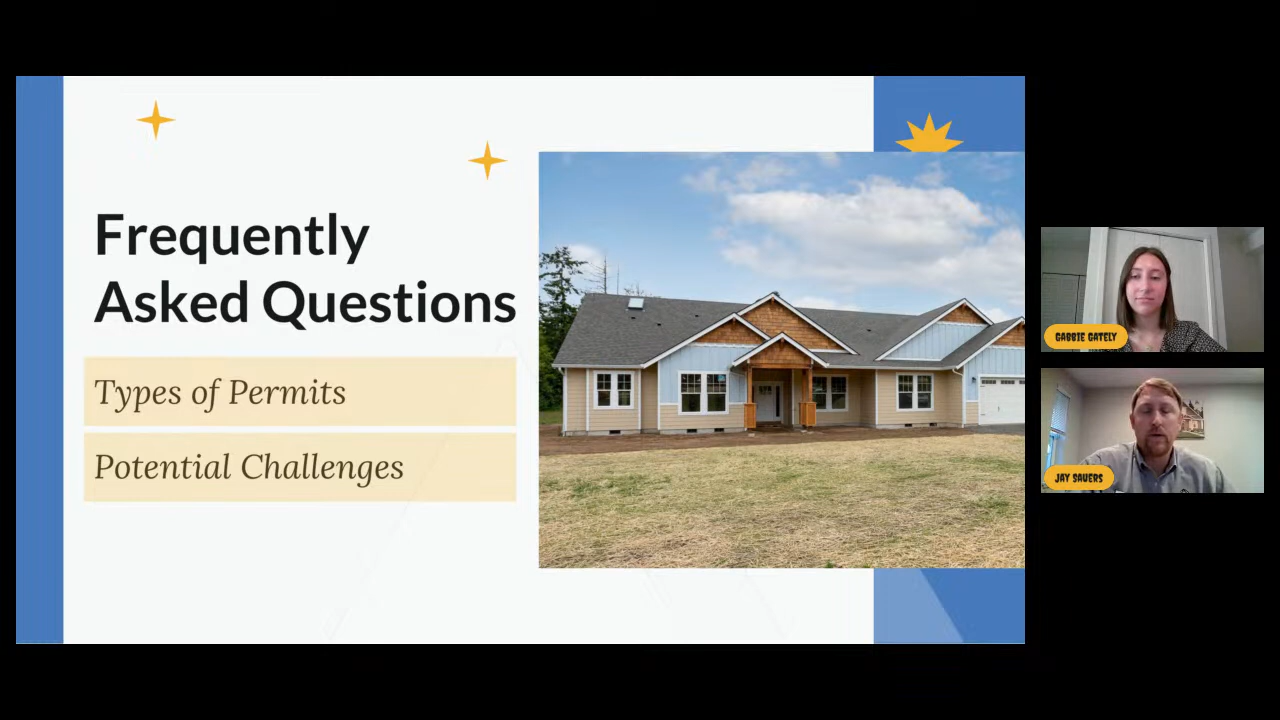 Frequently
Asked Questions
Types of Permits
Potential Challenges
GABBIE GATELY
JAY SAUERS